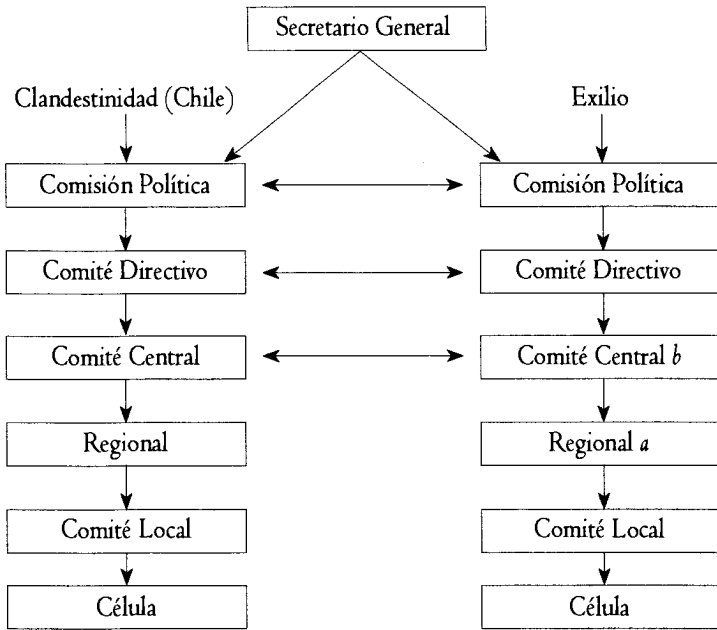 Secretario General
Clandestinidad (Chile)
Exilio
Comisión Política
Comisión Política
Comité Directivo
Comité Directivo
Comité Central
Comité Central b
Regional
Regional a
Comité Local
Comité Local
Célula
Célula